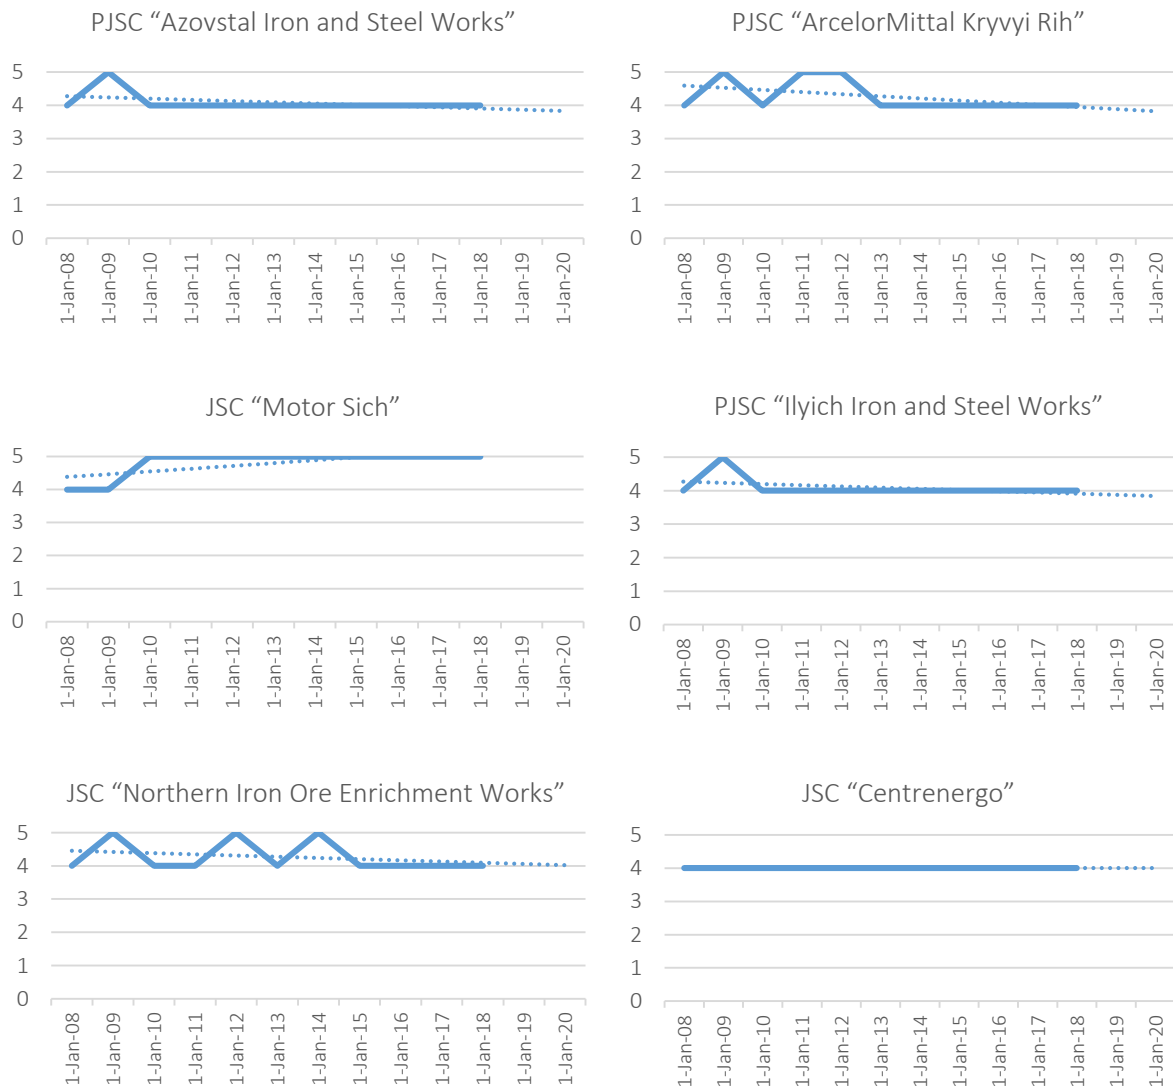 PJSC “Azovstal Iron and Steel Works”
5
4
3
2
1
0
1-Jan-08
1-Jan-09
1-Jan-10
1-Jan-11
1-Jan-12
1-Jan-13
1-Jan-14
1-Jan-15
1-Jan-16
1-Jan-17
1-Jan-18
1-Jan-19
1-Jan-20
PJSC “ArcelorMittal Kryvyi Rih”
5
4
3
2
1
0
1-Jan-08
1-Jan-09
1-Jan-10
1-Jan-11
1-Jan-12
1-Jan-13
1-Jan-14
1-Jan-15
1-Jan-16
1-Jan-17
1-Jan-18
1-Jan-19
1-Jan-20
JSC “Motor Sich”
5
4
3
2
1
0
1-Jan-08
1-Jan-09
1-Jan-10
1-Jan-11
1-Jan-12
1-Jan-13
1-Jan-14
1-Jan-15
1-Jan-16
1-Jan-17
1-Jan-18
1-Jan-19
1-Jan-20
PJSC “Ilyich Iron and Steel Works”
5
4
3
2
1
0
1-Jan-08
1-Jan-09
1-Jan-10
1-Jan-11
1-Jan-12
1-Jan-13
1-Jan-14
1-Jan-15
1-Jan-16
1-Jan-17
1-Jan-18
1-Jan-19
1-Jan-20
JSC “Northern Iron Ore Enrichment Works”
5
4
3
2
1
0
1-Jan-08
1-Jan-09
1-Jan-10
1-Jan-11
1-Jan-12
1-Jan-13
1-Jan-14
1-Jan-15
1-Jan-16
1-Jan-17
1-Jan-18
1-Jan-19
1-Jan-20
JSC “Centrenergo”
5
4
3
2
1
0
1-Jan-08
1-Jan-09
1-Jan-10
1-Jan-11
1-Jan-12
1-Jan-13
1-Jan-14
1-Jan-15
1-Jan-16
1-Jan-17
1-Jan-18
1-Jan-19
1-Jan-20